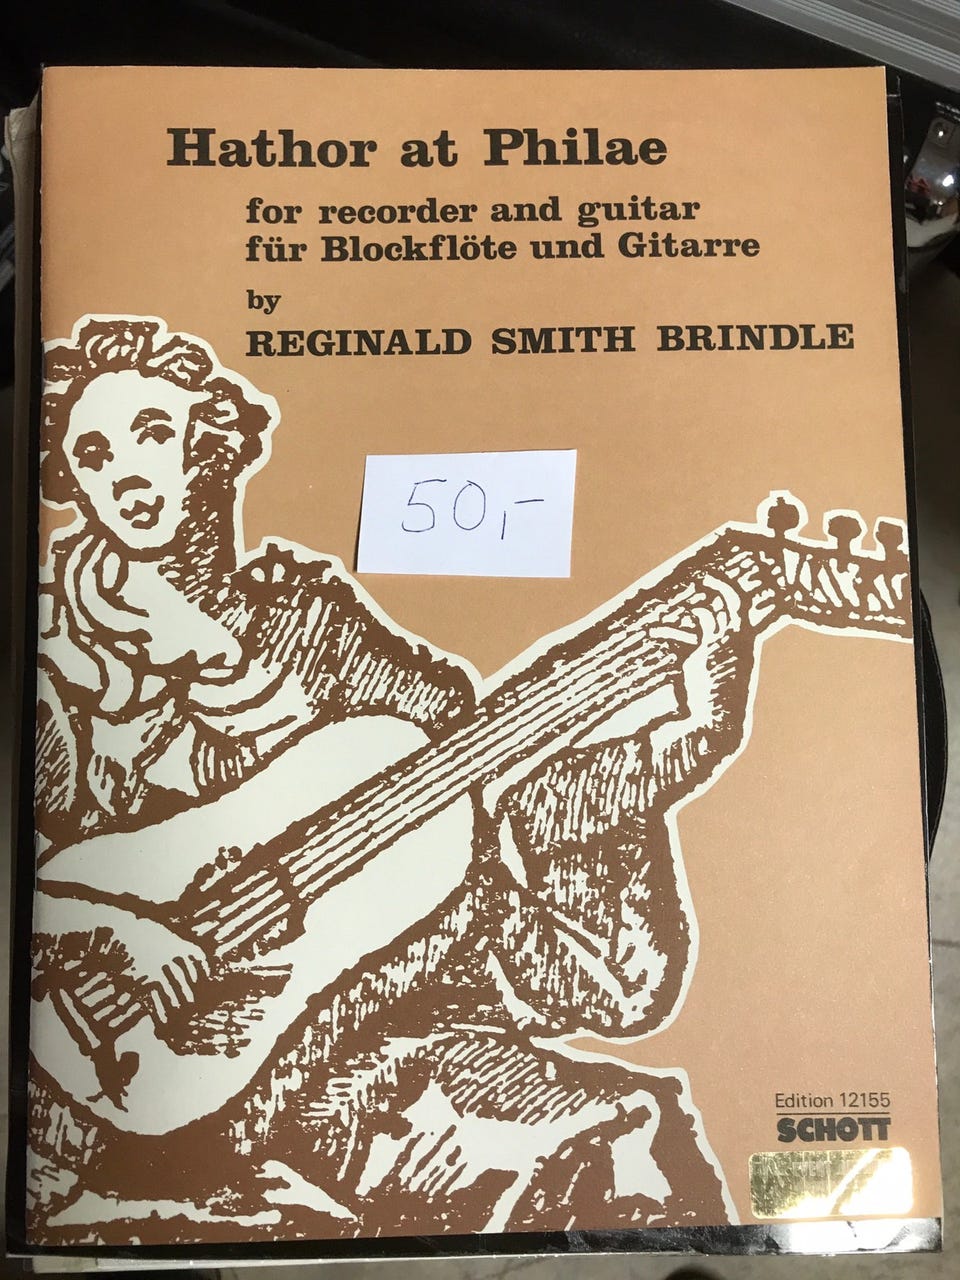 Hathor at Philae
for recorder and guitar
für Blockflöte und Gitarre
by
REGINALD SMITH BRINDLE
50,-
Edition 12155
SCHOTT